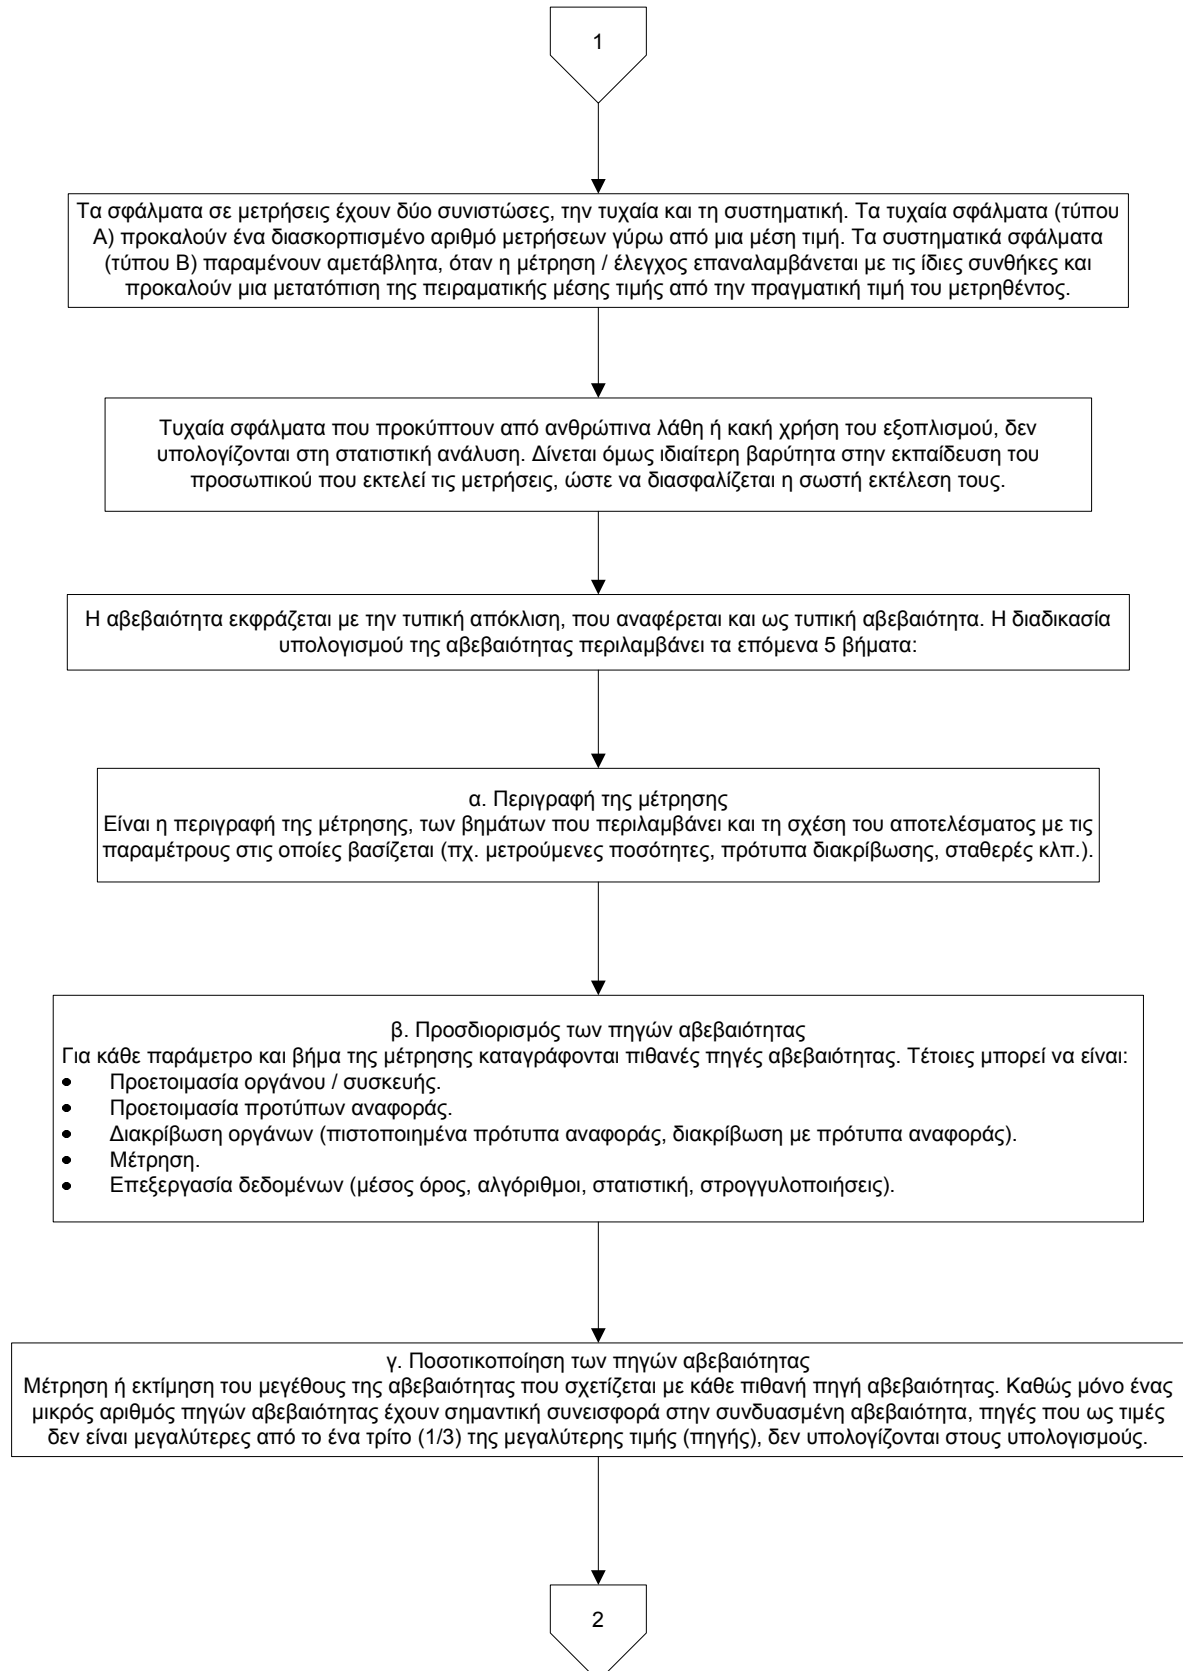 1
Τα σφάλματα σε μετρήσεις έχουν δύο συνιστώσες, την τυχαία και τη συστηματική. Τα τυχαία σφάλματα (τύπου
Α) προκαλούν ένα διασκορπισμένο αριθμό μετρήσεων γύρω από μια μέση τιμή. Τα συστηματικά σφάλματα
(τύπου Β) παραμένουν αμετάβλητα, όταν η μέτρηση / έλεγχος επαναλαμβάνεται με τις ίδιες συνθήκες και
προκαλούν μια μετατόπιση της πειραματικής μέσης τιμής από την πραγματική τιμή του μετρηθέντος.
Τυχαία σφάλματα που προκύπτουν από ανθρώπινα λάθη ή κακή χρήση του εξοπλισμού, δεν
υπολογίζονται στη στατιστική ανάλυση. Δίνεται όμως ιδιαίτερη βαρύτητα στην εκπαίδευση του
προσωπικού που εκτελεί τις μετρήσεις, ώστε να διασφαλίζεται η σωστή εκτέλεση τους.
Η αβεβαιότητα εκφράζεται με την τυπική απόκλιση, που αναφέρεται και ως τυπική αβεβαιότητα. Η διαδικασία
υπολογισμού της αβεβαιότητας περιλαμβάνει τα επόμενα 5 βήματα:
α. Περιγραφή της μέτρησης
Είναι η περιγραφή της μέτρησης, των βημάτων που περιλαμβάνει και τη σχέση του αποτελέσματος με τις
παραμέτρους στις οποίες βασίζεται (πχ. μετρούμενες ποσότητες, πρότυπα διακρίβωσης, σταθερές κλπ.).
β. Προσδιορισμός των πηγών αβεβαιότητας
Για κάθε παράμετρο και βήμα της μέτρησης καταγράφονται πιθανές πηγές αβεβαιότητας. Τέτοιες μπορεί να είναι:
• Προετοιμασία οργάνου / συσκευής.
• Προετοιμασία προτύπων αναφοράς.
• Διακρίβωση οργάνων (πιστοποιημένα πρότυπα αναφοράς, διακρίβωση με πρότυπα αναφοράς).
• Μέτρηση.
• Επεξεργασία δεδομένων (μέσος όρος, αλγόριθμοι, στατιστική, στρογγυλοποιήσεις).
γ. Ποσοτικοποίηση των πηγών αβεβαιότητας
Μέτρηση ή εκτίμηση του μεγέθους της αβεβαιότητας που σχετίζεται με κάθε πιθανή πηγή αβεβαιότητας. Καθώς μόνο ένας
μικρός αριθμός πηγών αβεβαιότητας έχουν σημαντική συνεισφορά στην συνδυασμένη αβεβαιότητα, πηγές που ως τιμές
δεν είναι μεγαλύτερες από το ένα τρίτο (1/3) της μεγαλύτερης τιμής (πηγής), δεν υπολογίζονται στους υπολογισμούς.
2